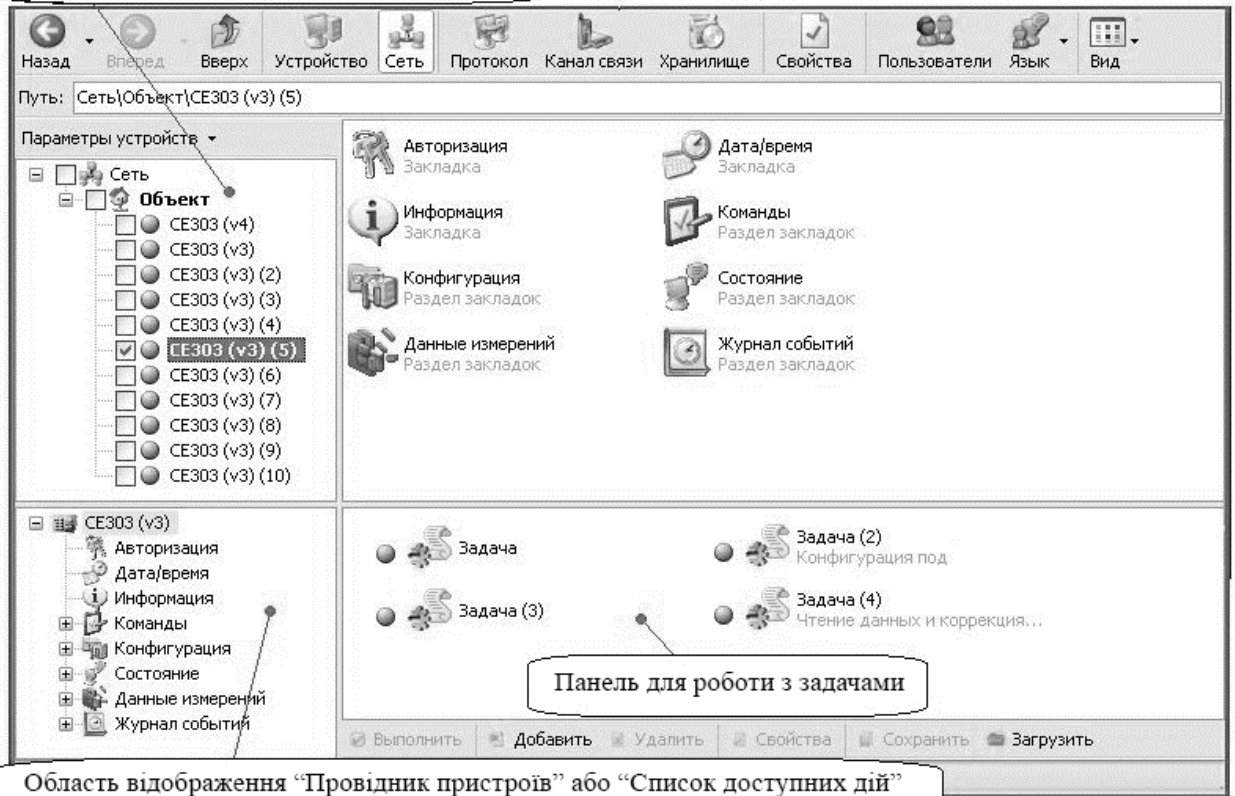 Назад Вперед Вверх Устройство Сеть Протокол Канал связи Хранилище Свойства Пользователи Язык Вид
Путь: Сеть\Объект\CE303 (v3) (5)
Параметры устройств
Сеть
Объект
CE303 (v4)
CE303 (v3)
CE303 (v3) (2)
CE303 (v3) (3)
CE303 (v3) (4)
CE303 (v3) (5)
CE303 (v3) (6)
CE303 (v3) (7)
CE303 (v3) (8)
CE303 (v3) (9)
CE303 (v3) (10)
Авторизация
Закладка
Дата/время
Закладка
Информация
Закладка
Команды
Раздел закладок
Конфигурация
Раздел закладок
Состояние
Раздел закладок
Данные измерений
Раздел закладок
Журнал событий
Раздел закладок
CE303 (v3)
Авторизация
Дата/время
Информация
Команды
Конфигурация
Состояние
Данные измерений
Журнал событий
Задача
Задача (2)
Конфигурация под
Задача (3)
Задача (4)
Чтение данных и коррекция...
Панель для роботи з задачами
Выполнить Добавить Удалить Свойства Сохранить Загрузить
Область відображення “Провідник пристроїв” або “Список доступних дій”